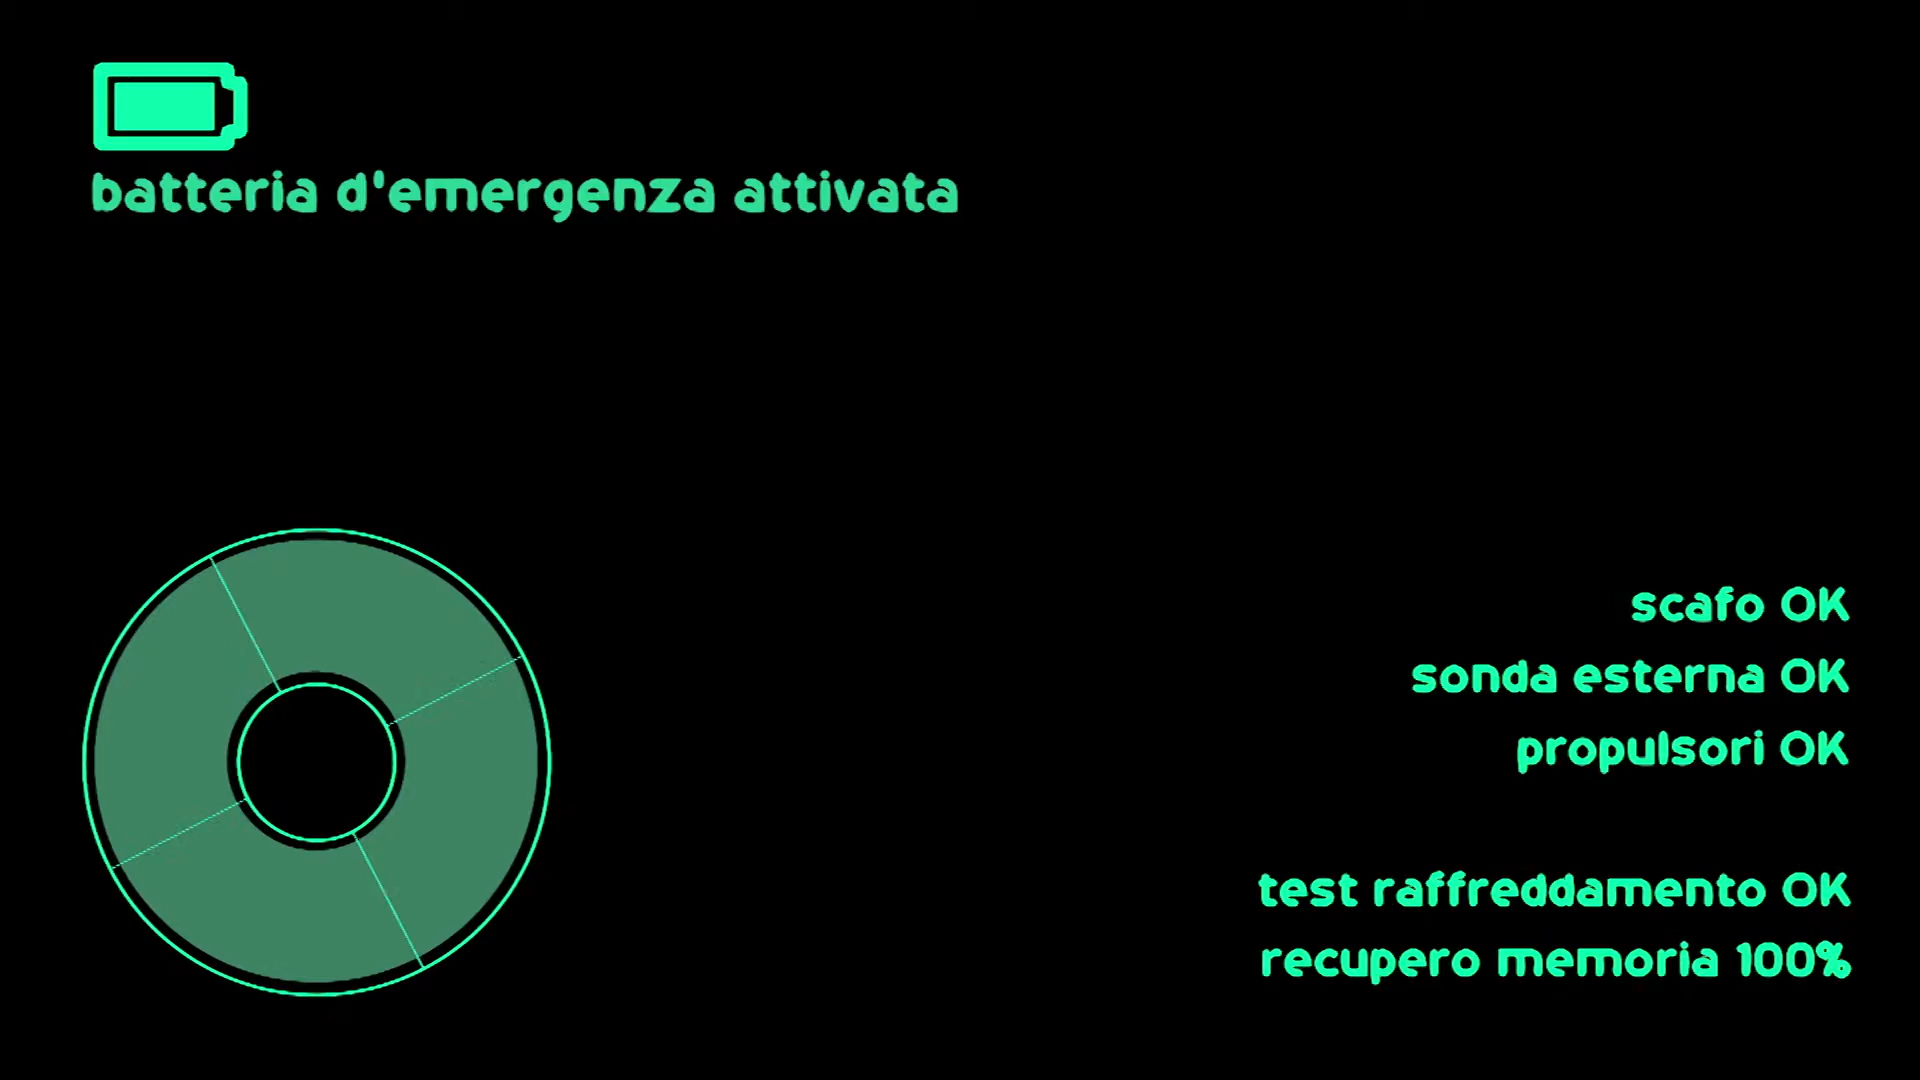 batteria d'emergenza attivata
scafo OK
sonda esterna OK
propulsori OK
test raffreddamento OK
recupero memoria 100%